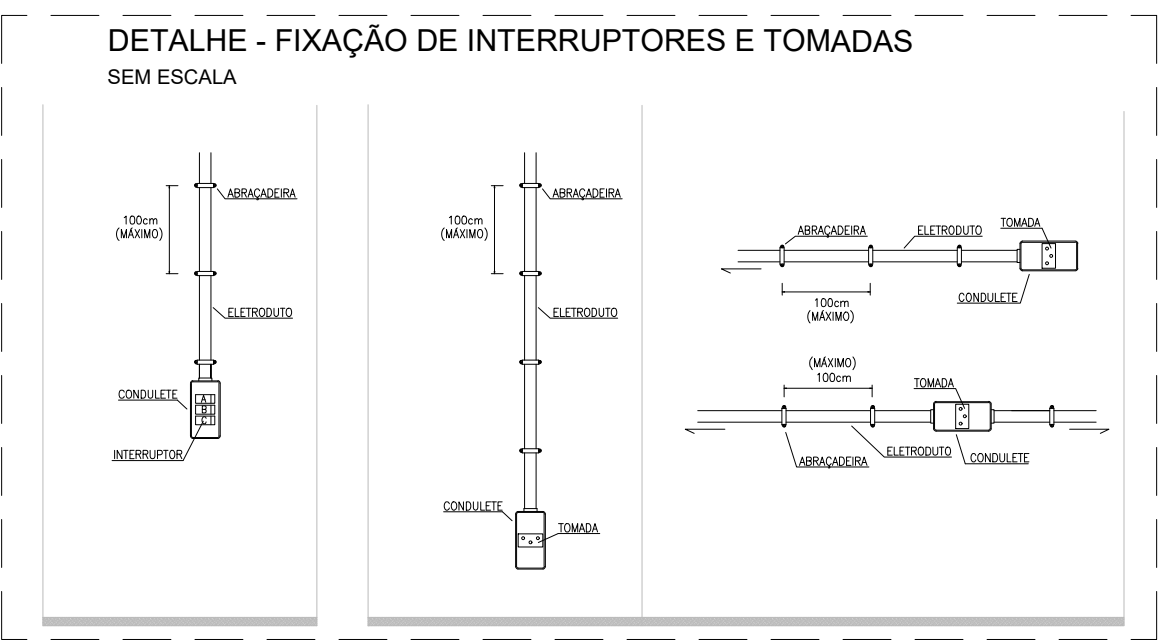 DETALHE - FIXAÇÃO DE INTERRUPTORES E TOMADAS
SEM ESCALA
ABRAÇADEIRA
100cm
(MÁXIMO)
ELETRODUTO
CONDULETE
A
B
C
INTERRUPTOR
ABRAÇADEIRA
100cm
(MÁXIMO)
ELETRODUTO
CONDULETE
TOMADA
TOMADA
ABRAÇADEIRA
ELETRODUTO
CONDULETE
100cm
(MÁXIMO)
(MÁXIMO)
100cm
TOMADA
ELETRODUTO
CONDULETE
ABRAÇADEIRA